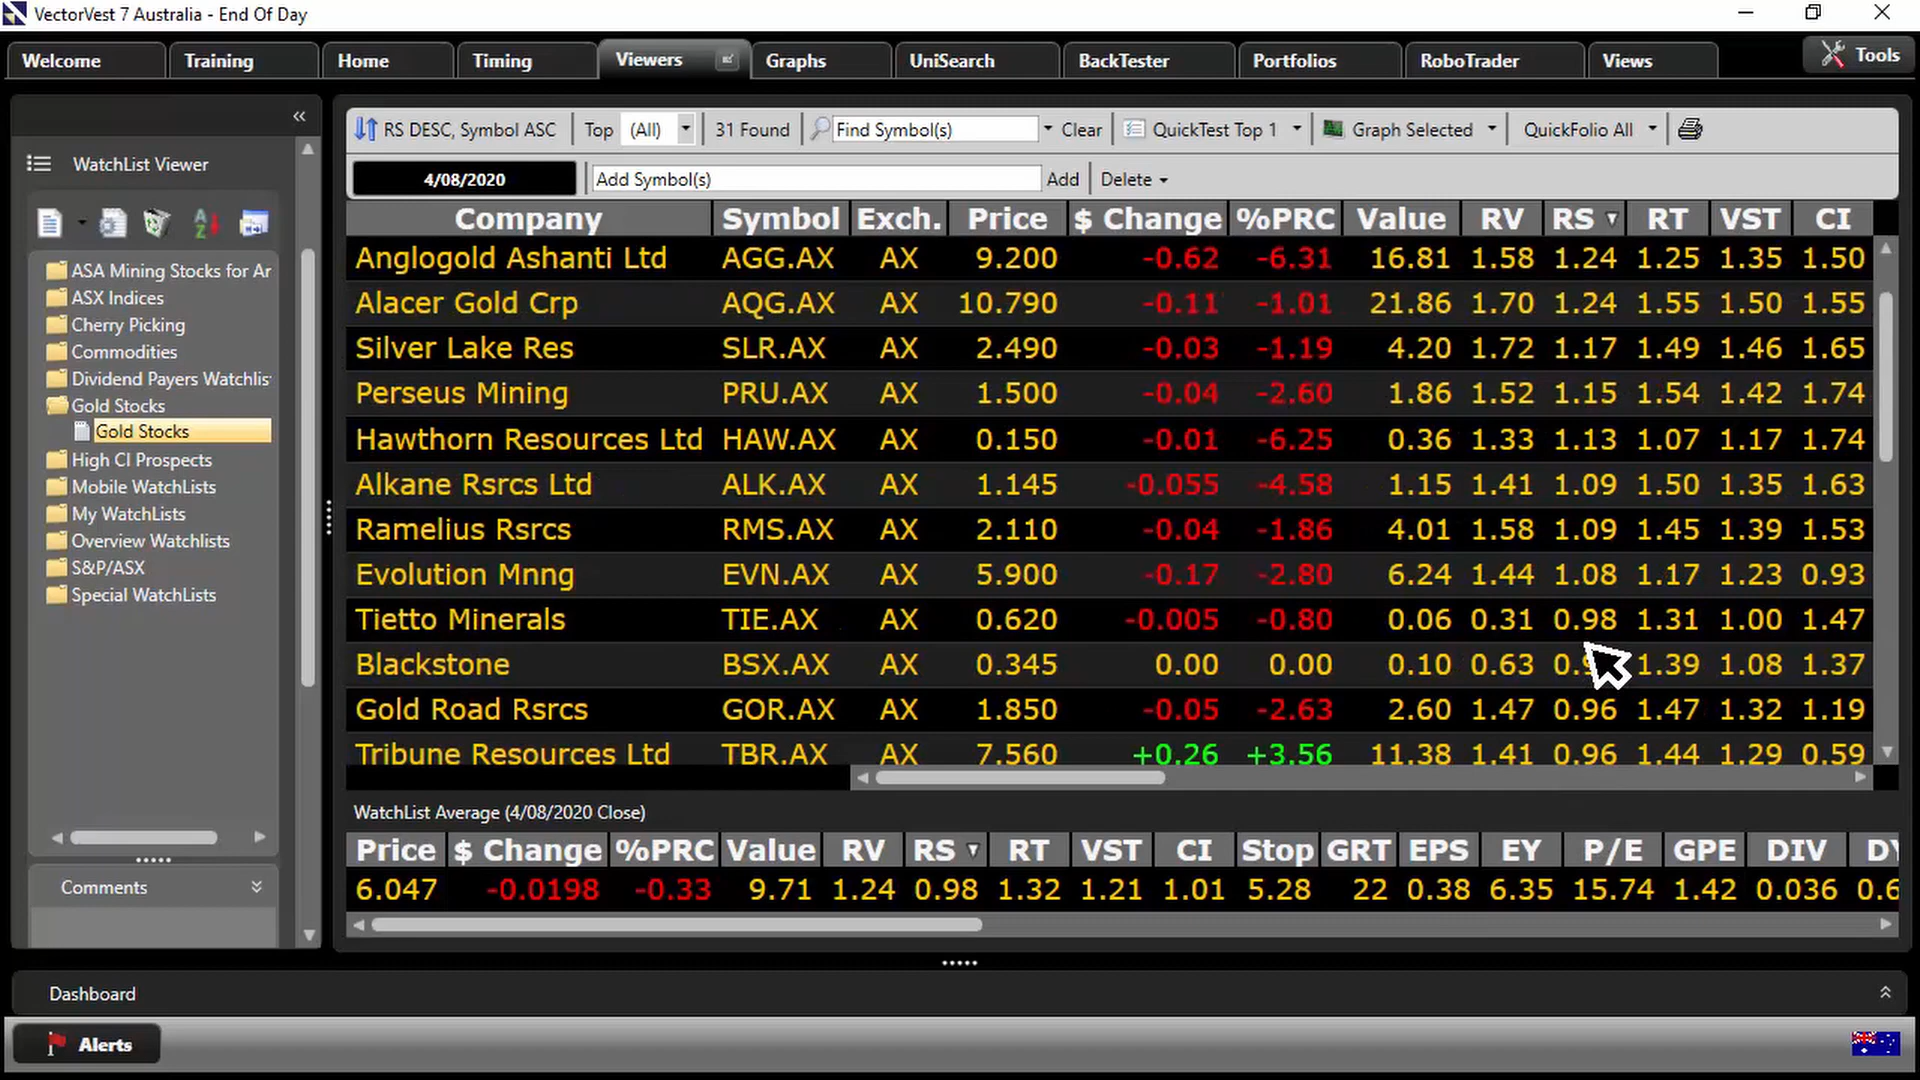 VectorVest 7 Australia - End Of Day
Welcome Training Home Timing Viewers Graphs UniSearch BackTester Portfolios RoboTrader Views Tools
RS DESC, Symbol ASC Top (All) 31 Found Find Symbol(s) Clear QuickTest Top 1 Graph Selected QuickFolio All
4/08/2020 Add Symbol(s) Add Delete
WatchList Viewer
ASA Mining Stocks for Ar
ASX Indices
Cherry Picking
Commodities
Dividend Payers Watchlis
Gold Stocks
Gold Stocks
High CI Prospects
Mobile WatchLists
My WatchLists
Overview Watchlists
S&P/ASX
Special WatchLists
Comments
Company Symbol Exch. Price $ Change %PRC Value RV RS RT VST CI
Anglogold Ashanti Ltd AGG.AX AX 9.200 -0.62 -6.31 16.81 1.58 1.24 1.25 1.35 1.50
Alacer Gold Crp AQG.AX AX 10.790 -0.11 -1.01 21.86 1.70 1.24 1.55 1.50 1.55
Silver Lake Res SLR.AX AX 2.490 -0.03 -1.19 4.20 1.72 1.17 1.49 1.46 1.65
Perseus Mining PRU.AX AX 1.500 -0.04 -2.60 1.86 1.52 1.15 1.54 1.42 1.74
Hawthorn Resources Ltd HAW.AX AX 0.150 -0.01 -6.25 0.36 1.33 1.13 1.07 1.17 1.74
Alkane Rsrcs Ltd ALK.AX AX 1.145 -0.055 -4.58 1.15 1.41 1.09 1.50 1.35 1.63
Ramelius Rsrcs RMS.AX AX 2.110 -0.04 -1.86 4.01 1.58 1.09 1.45 1.39 1.53
Evolution Mnng EVN.AX AX 5.900 -0.17 -2.80 6.24 1.44 1.08 1.17 1.23 0.93
Tietto Minerals TIE.AX AX 0.620 -0.005 -0.80 0.06 0.31 0.98 1.31 1.00 1.47
Blackstone BSX.AX AX 0.345 0.00 0.00 0.10 0.63 1.39 1.08 1.37
Gold Road Rsrcs GOR.AX AX 1.850 -0.05 -2.63 2.60 1.47 0.96 1.47 1.32 1.19
Tribune Resources Ltd TBR.AX AX 7.560 +0.26 +3.56 11.38 1.41 0.96 1.44 1.29 0.59
WatchList Average (4/08/2020 Close)
Price $ Change %PRC Value RV RS RT VST CI Stop GRT EPS EY P/E GPE DIV DY
6.047 -0.0198 -0.33 9.71 1.24 0.98 1.32 1.21 1.01 5.28 22 0.38 6.35 15.74 1.42 0.036 0.6
Dashboard
Alerts